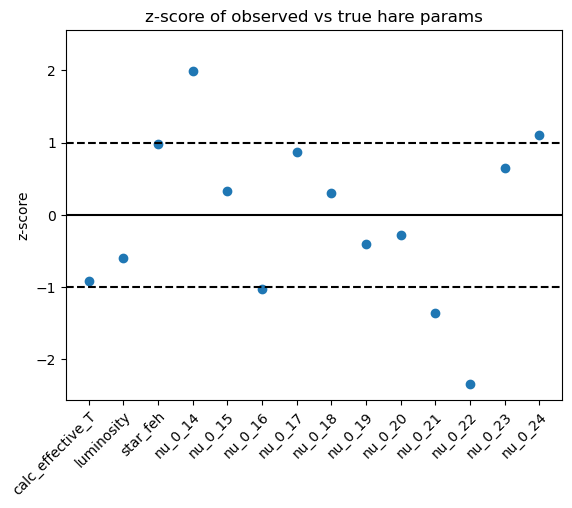 z-score of observed vs true hare params
2
1
0
−1
−2
z-score
calc_effective_T
luminosity
star_feh
nu_0_14
nu_0_15
nu_0_16
nu_0_17
nu_0_18
nu_0_19
nu_0_20
nu_0_21
nu_0_22
nu_0_23
nu_0_24